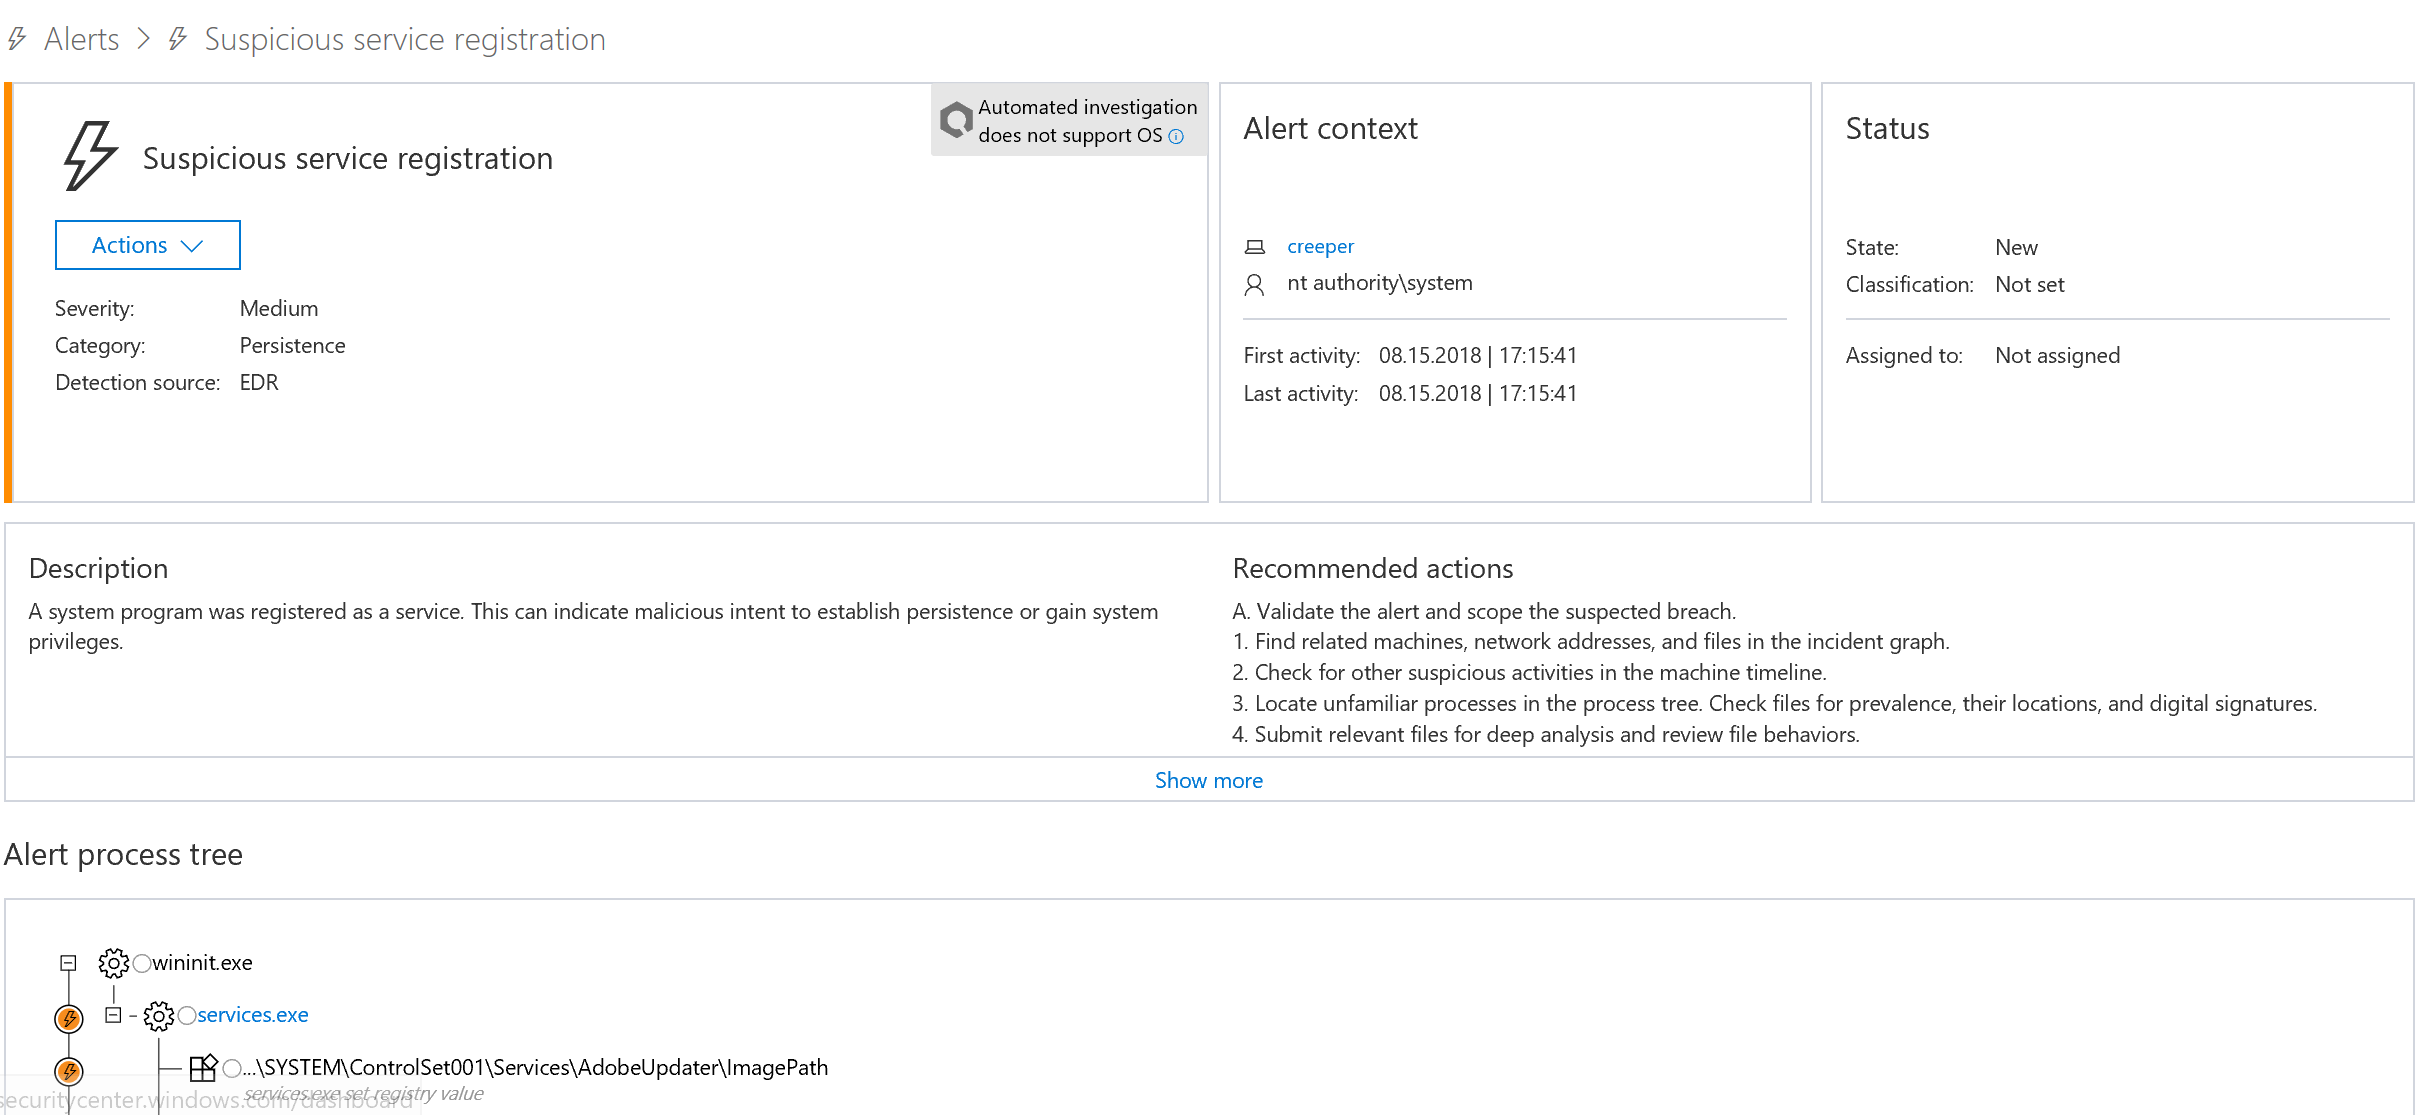 Alerts > Suspicious service registration
Suspicious service registration
Automated investigation
does not support OS
Actions
Severity: Medium
Category: Persistence
Detection source: EDR
Alert context
creeper
nt authority\system
First activity: 08.15.2018 | 17:15:41
Last activity: 08.15.2018 | 17:15:41
Status
State: New
Classification: Not set
Assigned to: Not assigned
Description
A system program was registered as a service. This can indicate malicious intent to establish persistence or gain system
privileges.
Recommended actions
A. Validate the alert and scope the suspected breach.
1. Find related machines, network addresses, and files in the incident graph.
2. Check for other suspicious activities in the machine timeline.
3. Locate unfamiliar processes in the process tree. Check files for prevalence, their locations, and digital signatures.
4. Submit relevant files for deep analysis and review file behaviors.
Show more
Alert process tree
wininit.exe
services.exe
...\SYSTEM\ControlSet001\Services\AdobeUpdater\ImagePath
services.exe set registry value
securitycenter.windows.com/dashboard